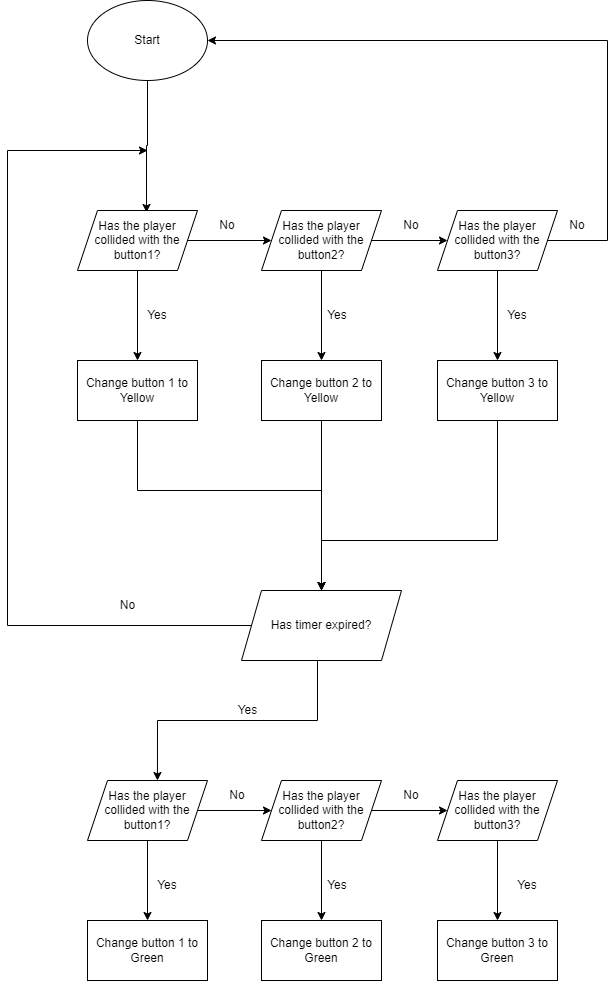 Start
Has the player
collided with the
button1?
No
Has the player
collided with the
button2?
No
Has the player
collided with the
button3?
No
Yes
Yes
Yes
Change button 1 to
Yellow
Change button 2 to
Yellow
Change button 3 to
Yellow
No
Has timer expired?
Yes
Has the player
collided with the
button1?
No
Has the player
collided with the
button2?
No
Has the player
collided with the
button3?
Yes
Yes
Yes
Change button 1 to
Green
Change button 2 to
Green
Change button 3 to
Green